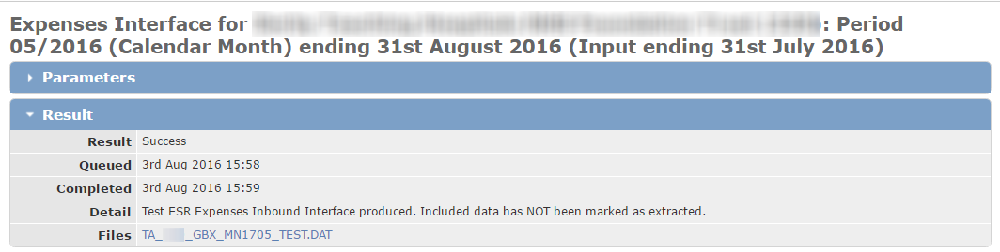 Expenses Interface for : Period
05/2016 (Calendar Month) ending 31st August 2016 (Input ending 31st July 2016)
Parameters
Result
Result Success
Queued 3rd Aug 2016 15:58
Completed 3rd Aug 2016 15:59
Detail Test ESR Expenses Inbound Interface produced. Included data has NOT been marked as extracted.
Files TA_ _GBX_MN1705_TEST.DAT